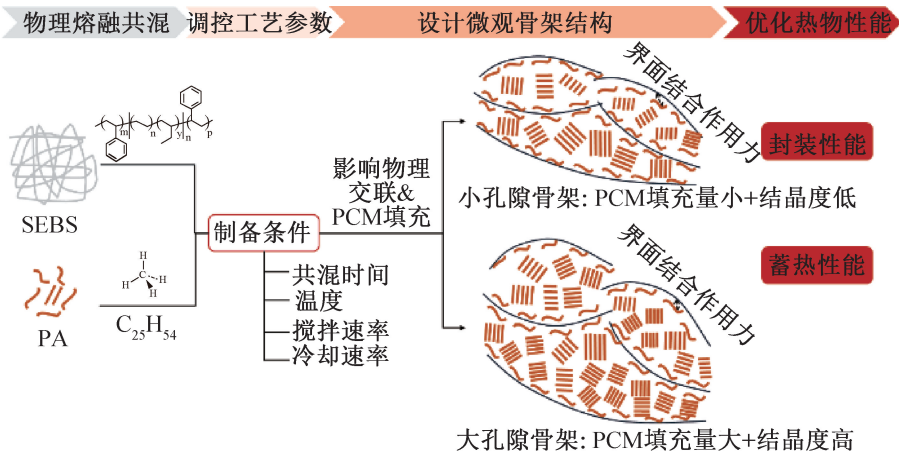 物理熔融共混
调控工艺参数
设计微观骨架结构
优化热物性能
m
n
y
n
p
SEBS
PA
H
C
H
H
H
C25H54
制备条件
共混时间
温度
搅拌速率
冷却速率
影响物理
交联&
PCM填充
界面结合作用力
小孔隙骨架: PCM填充量小+结晶度低
界面结合作用力
大孔隙骨架: PCM填充量大+结晶度高
封装性能
蓄热性能